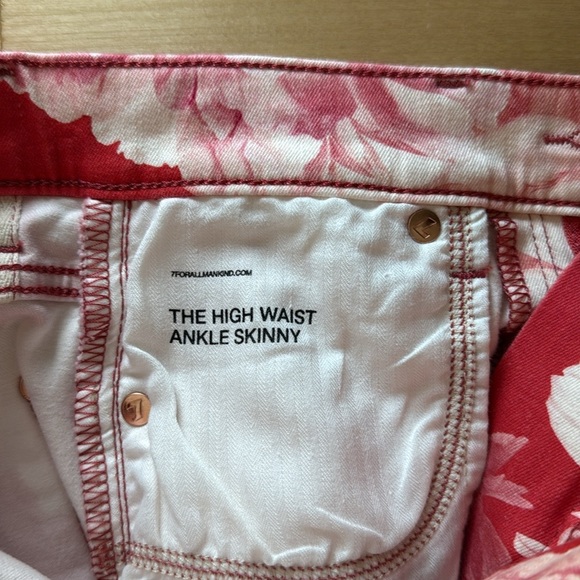 7FORALLMANKIND.COM
THE HIGH WAIST
ANKLE SKINNY